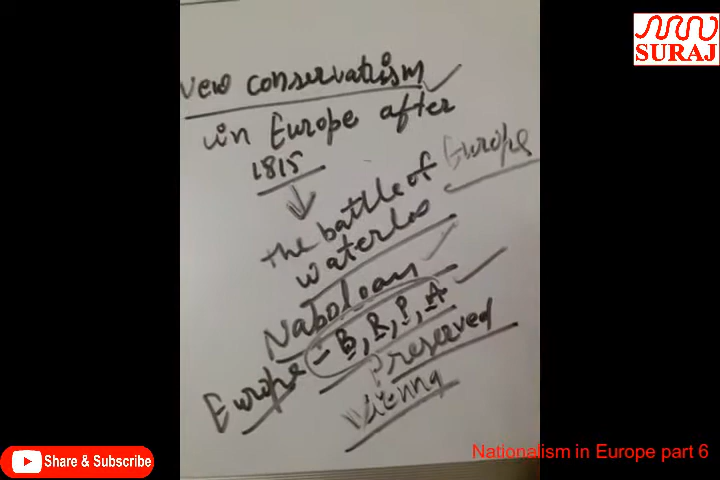 New conservatism
in Europe after
1815
the battle of Europe
waterloo
Naboloan
Europe - B, R, P, A
Preserved
Vienna
SURAJ
Share & Subscribe
Nationalism in Europe part 6